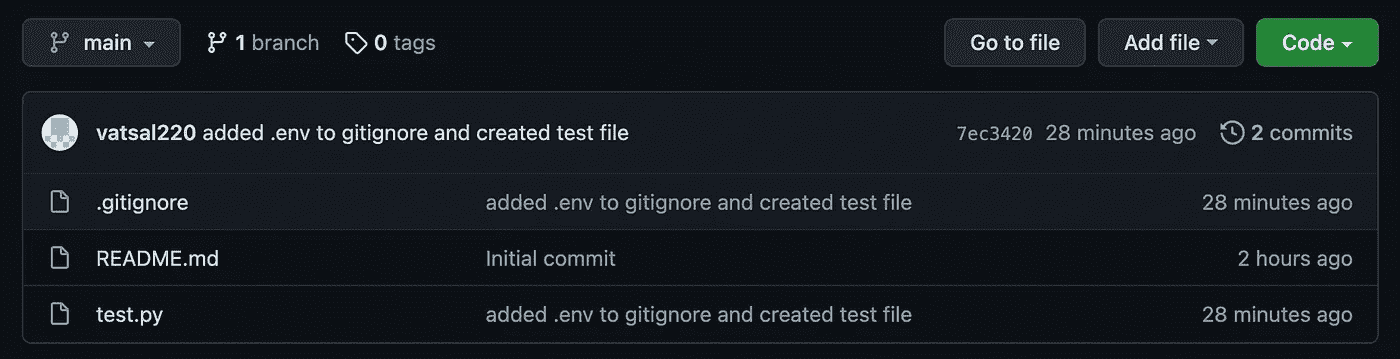 main 1 branch 0 tags Go to file Add file Code
vatsal220 added .env to gitignore and created test file 7ec3420 28 minutes ago 2 commits
.gitignore added .env to gitignore and created test file 28 minutes ago
README.md Initial commit 2 hours ago
test.py added .env to gitignore and created test file 28 minutes ago